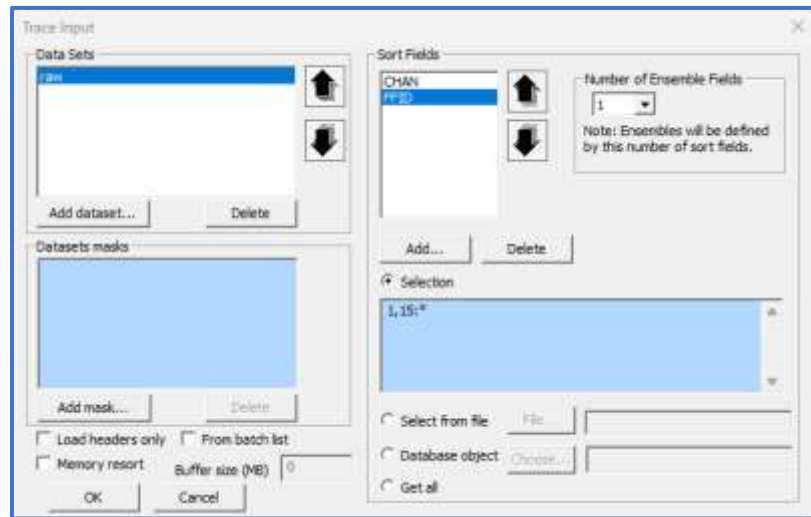 Trace Input
Data Sets
raw
Add dataset...
Delete
Datasets masks
Add mask...
Delete
Load headers only
From batch list
Memory resort
Buffer size (MB)
0
OK
Cancel
Sort Fields
CHAN
FFID
Number of Ensemble Fields
1
Note: Ensembles will be defined
by this number of sort fields.
Add...
Delete
Selection
1,15:*
Select from file
File...
Database object
Choose...
Get all